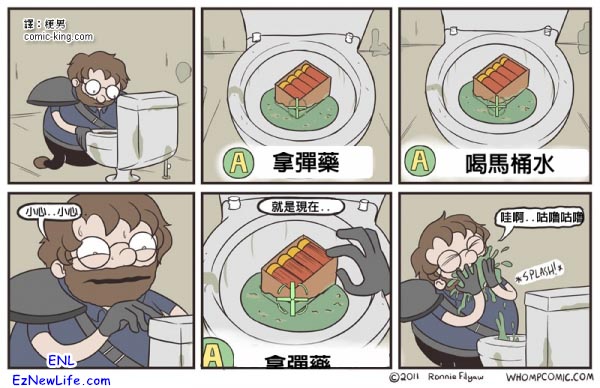 譯：梗男
comic-king.com
A 拿彈藥
A 喝馬桶水
小心..小心
就是現在..
A
拿彈藥
哇啊..咕嚕咕嚕
*SPLASH!*
ENL
EzNewLife.com
©2011 Ronnie Filyaw WHOMPCOMIC.COM